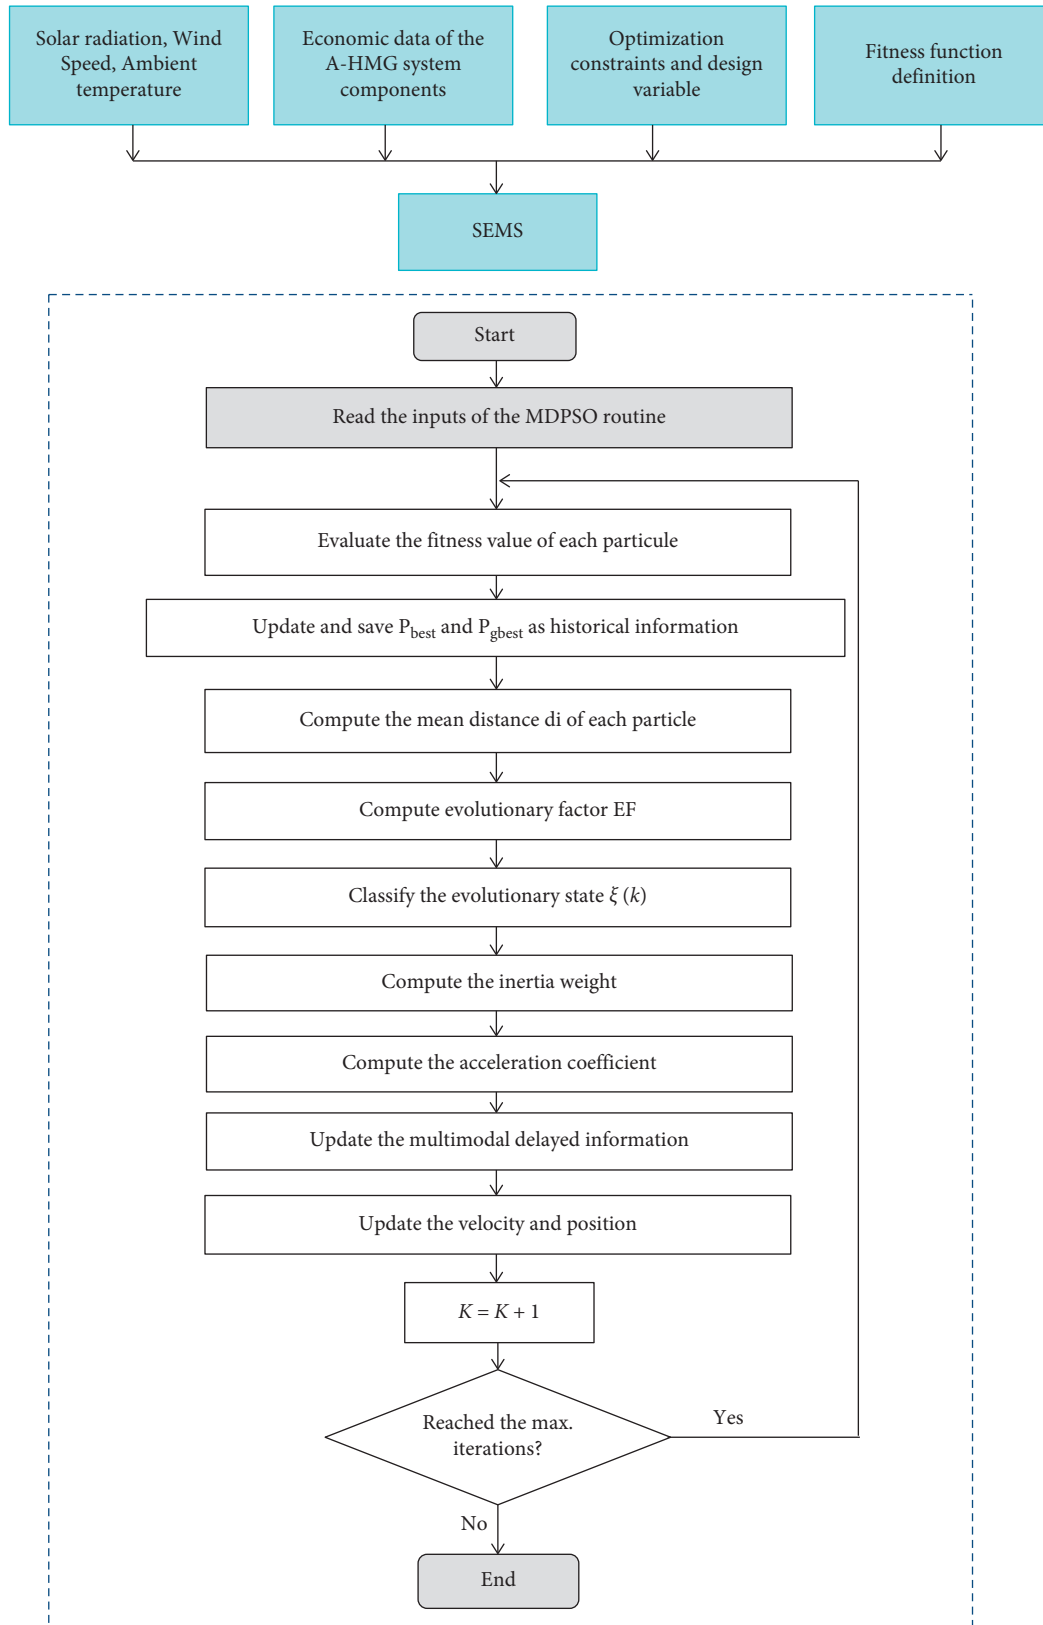 Solar radiation, Wind
Speed, Ambient
temperature
Economic data of the
A-HMG system
components
Optimization
constraints and design
variable
Fitness function
definition
SEMS
Start
Read the inputs of the MDPSO routine
Evaluate the fitness value of each particule
Update and save P_best and P_gbest as historical information
Compute the mean distance di of each particle
Compute evolutionary factor EF
Classify the evolutionary state ξ (k)
Compute the inertia weight
Compute the acceleration coefficient
Update the multimodal delayed information
Update the velocity and position
K = K + 1
Reached the max.
iterations?
Yes
No
End